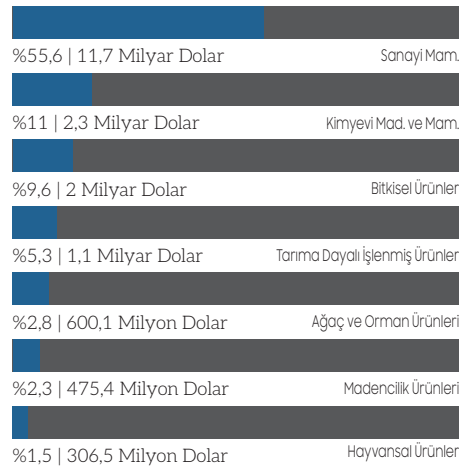 %55,6 | 11,7 Milyar Dolar Sanayi Mam.
%11 | 2,3 Milyar Dolar Kimyevi Mad. ve Mam.
%9,6 | 2 Milyar Dolar Bitkisel Ürünler
%5,3 | 1,1 Milyar Dolar Tarıma Dayalı İşlenmiş Ürünler
%2,8 | 600,1 Milyon Dolar Ağaç ve Orman Ürünleri
%2,3 | 475,4 Milyon Dolar Madencilik Ürünleri
%1,5 | 306,5 Milyon Dolar Hayvansal Ürünler